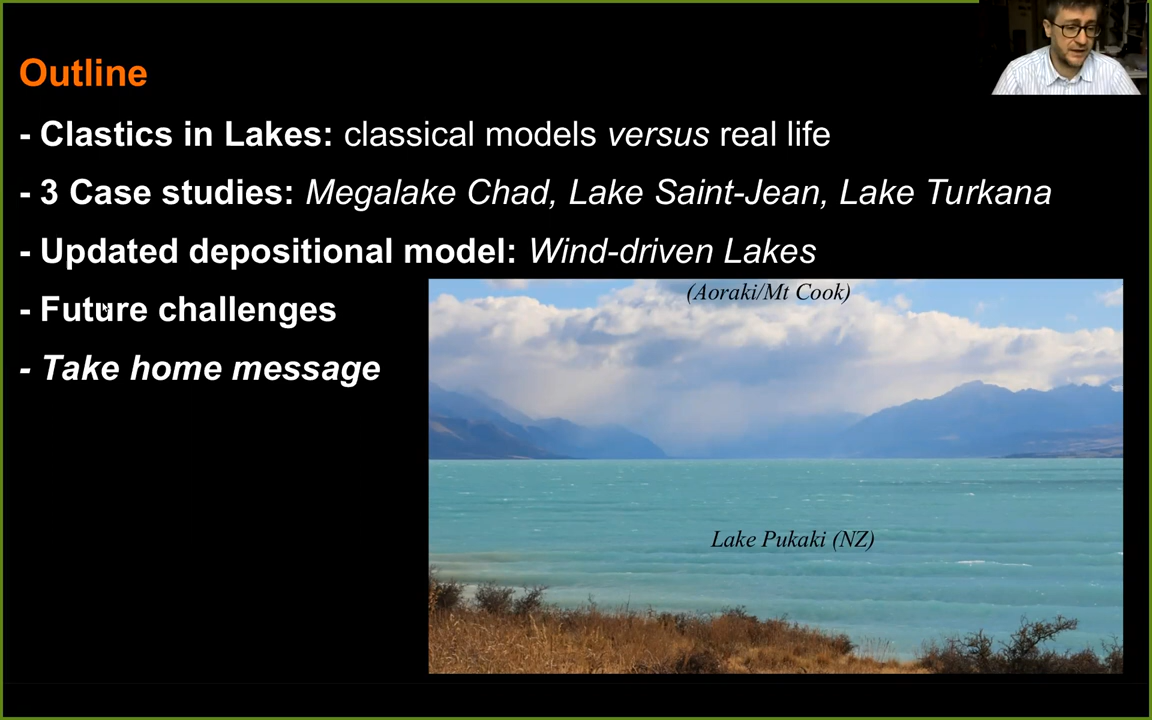 Outline
- Clastics in Lakes: classical models versus real life
- 3 Case studies: Megalake Chad, Lake Saint-Jean, Lake Turkana
- Updated depositional model: Wind-driven Lakes
- Future challenges
- Take home message
(Aoraki/Mt Cook)
Lake Pukaki (NZ)